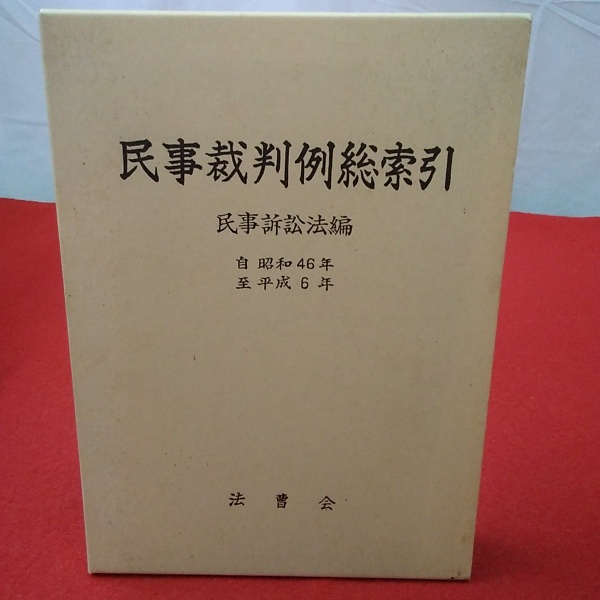 民事裁判例総索引
民事訴訟法編
自 昭和46年
至 平成 6 年
法曹会